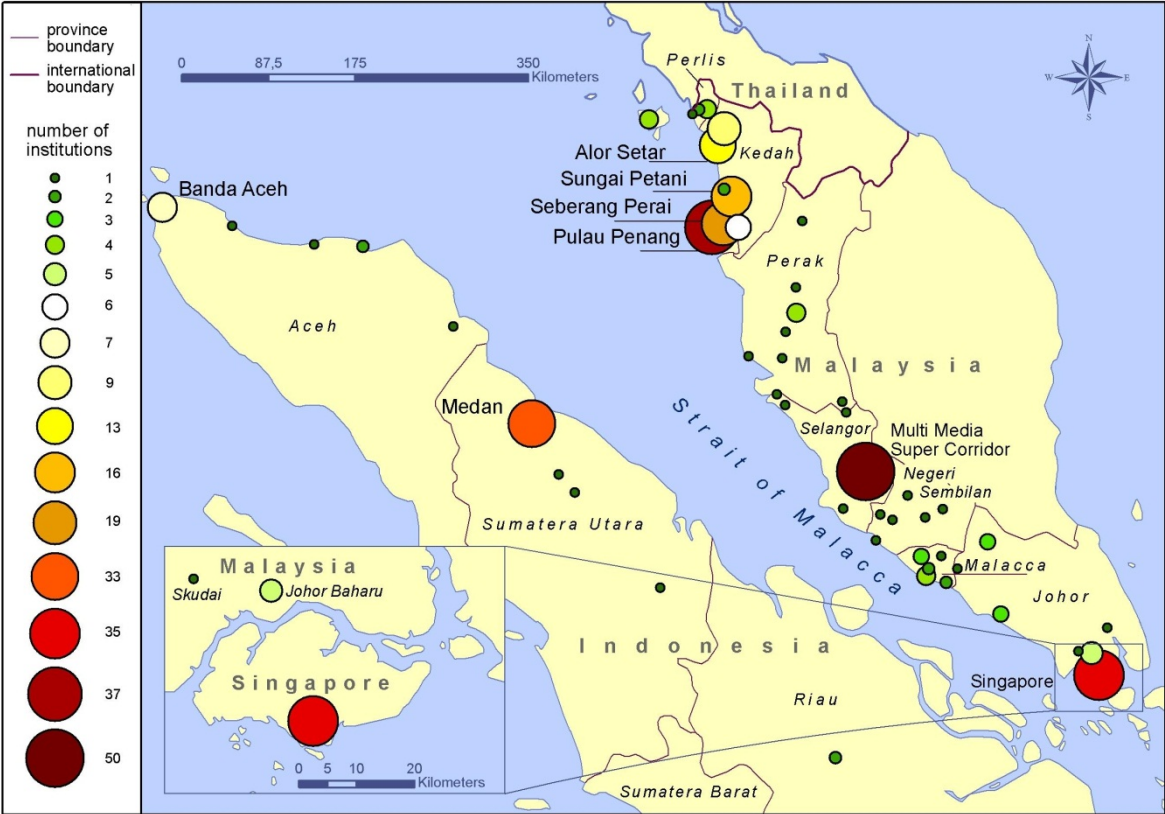 province
boundary
international
boundary
number of
institutions
1
2
3
4
5
6
7
9
13
16
19
33
35
37
50
0
87,5
175
350
Kilometers
N
W
E
S
Perlis
Thailand
Alor Setar
Kedah
Sungai Petani
Seberang Perai
Pulau Penang
Banda Aceh
Perak
Aceh
Malaysia
Medan
Strait of Malacca
Selangor
Multi Media
Super Corridor
Negeri
Sembilan
Sumatera Utara
Malacca
Johor
Indonesia
Singapore
Riau
Sumatera Barat
Malaysia
Skudai
Johor Baharu
Singapore
0
10
20
Kilometers